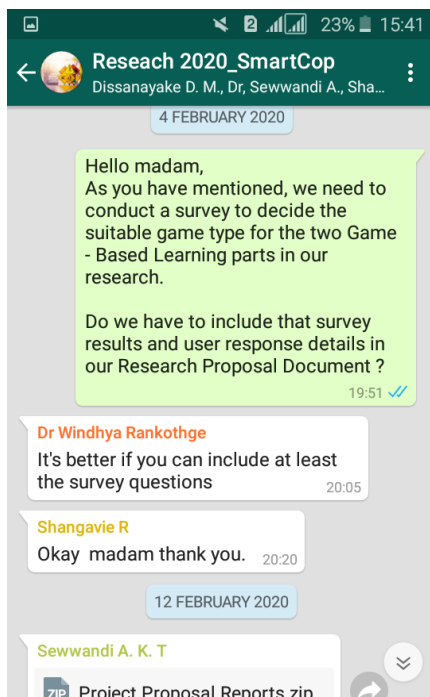 2 23% 15:41
Reseach 2020_SmartCop
Dissanayake D. M., Dr, Sewwandi A., Sha...
4 FEBRUARY 2020
Hello madam,
As you have mentioned, we need to
conduct a survey to decide the
suitable game type for the two Game
- Based Learning parts in our
research.
Do we have to include that survey
results and user response details in
our Research Proposal Document ?
19:51
Dr Windhya Rankothge
It's better if you can include at least
the survey questions
20:05
Shangavie R
Okay madam thank you. 20:20
12 FEBRUARY 2020
Sewwandi A. K. T
ZIP Project Proposal Reports.zip